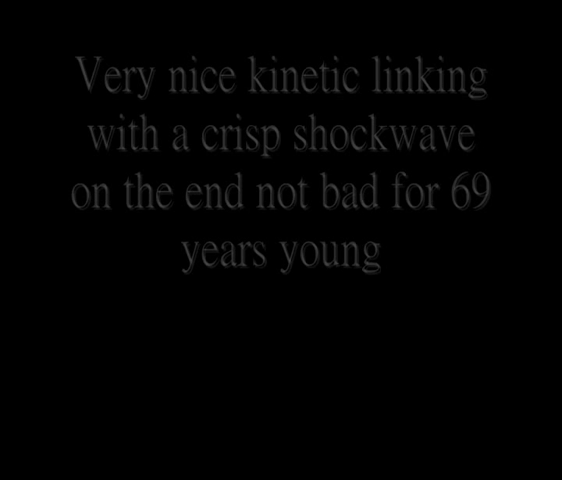 Very nice kinetic linking
with a crisp shockwave
on the end not bad for 69
years young